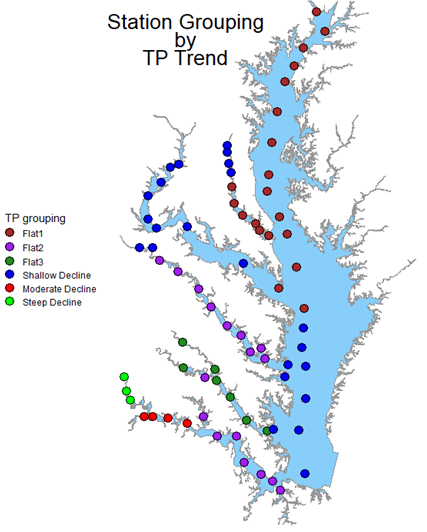 Station Grouping
by
TP Trend
TP grouping
Flat1
Flat2
Flat3
Shallow Decline
Moderate Decline
Steep Decline